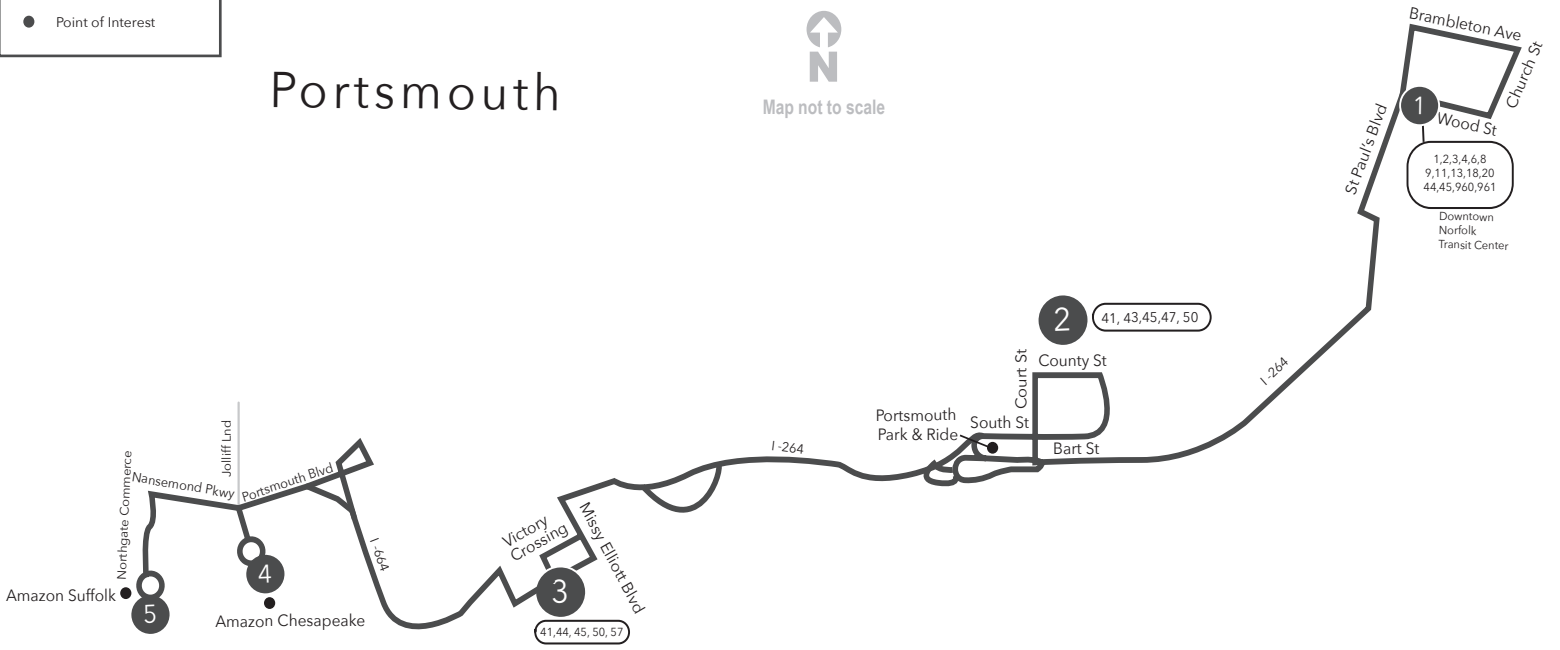 Point of Interest
Portsmouth
N
Map not to scale
Brambleton Ave
Church St
St Paul's Blvd
1
Wood St
1,2,3,4,6,8
9,11,13,18,20
44,45,960,961
Downtown
Norfolk
Transit Center
2
41, 43,45,47, 50
Court St
County St
I -264
Portsmouth
Park & Ride
South St
Bart St
I -264
Jolliff Lnd
Northgate Commerce
Nansemond Pkwy
Portsmouth Blvd
I -664
Victory
Crossing
Missy Elliott Blvd
3
41,44, 45, 50, 57
4
Amazon Chesapeake
Amazon Suffolk
5